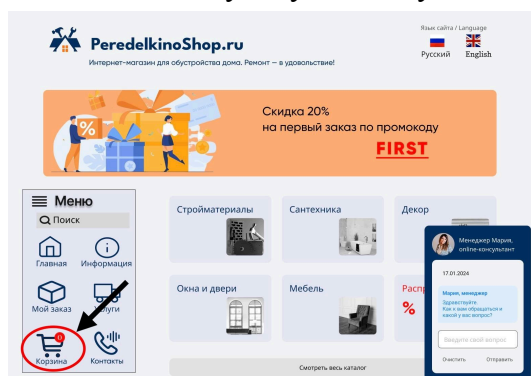 PeredelkinoShop.ru
Интернет-магазин для обустройства дома. Ремонт – в удовольствие!
Язык сайта / Language
Русский English
Скидка 20%
на первый заказ по промокоду
FIRST
%
Меню
Поиск
Главная Информация
Мой заказ
Корзина Контакты
0
Стройматериалы Сантехника Декор
Окна и двери Мебель
%
Смотреть весь каталог
Менеджер Мария,
online-консультант
17.01.2024
Мария, менеджер
Здравствуйте!
Как к вам обращаться и
какой у вас вопрос?
Введите свой вопрос
Очистить Отправить